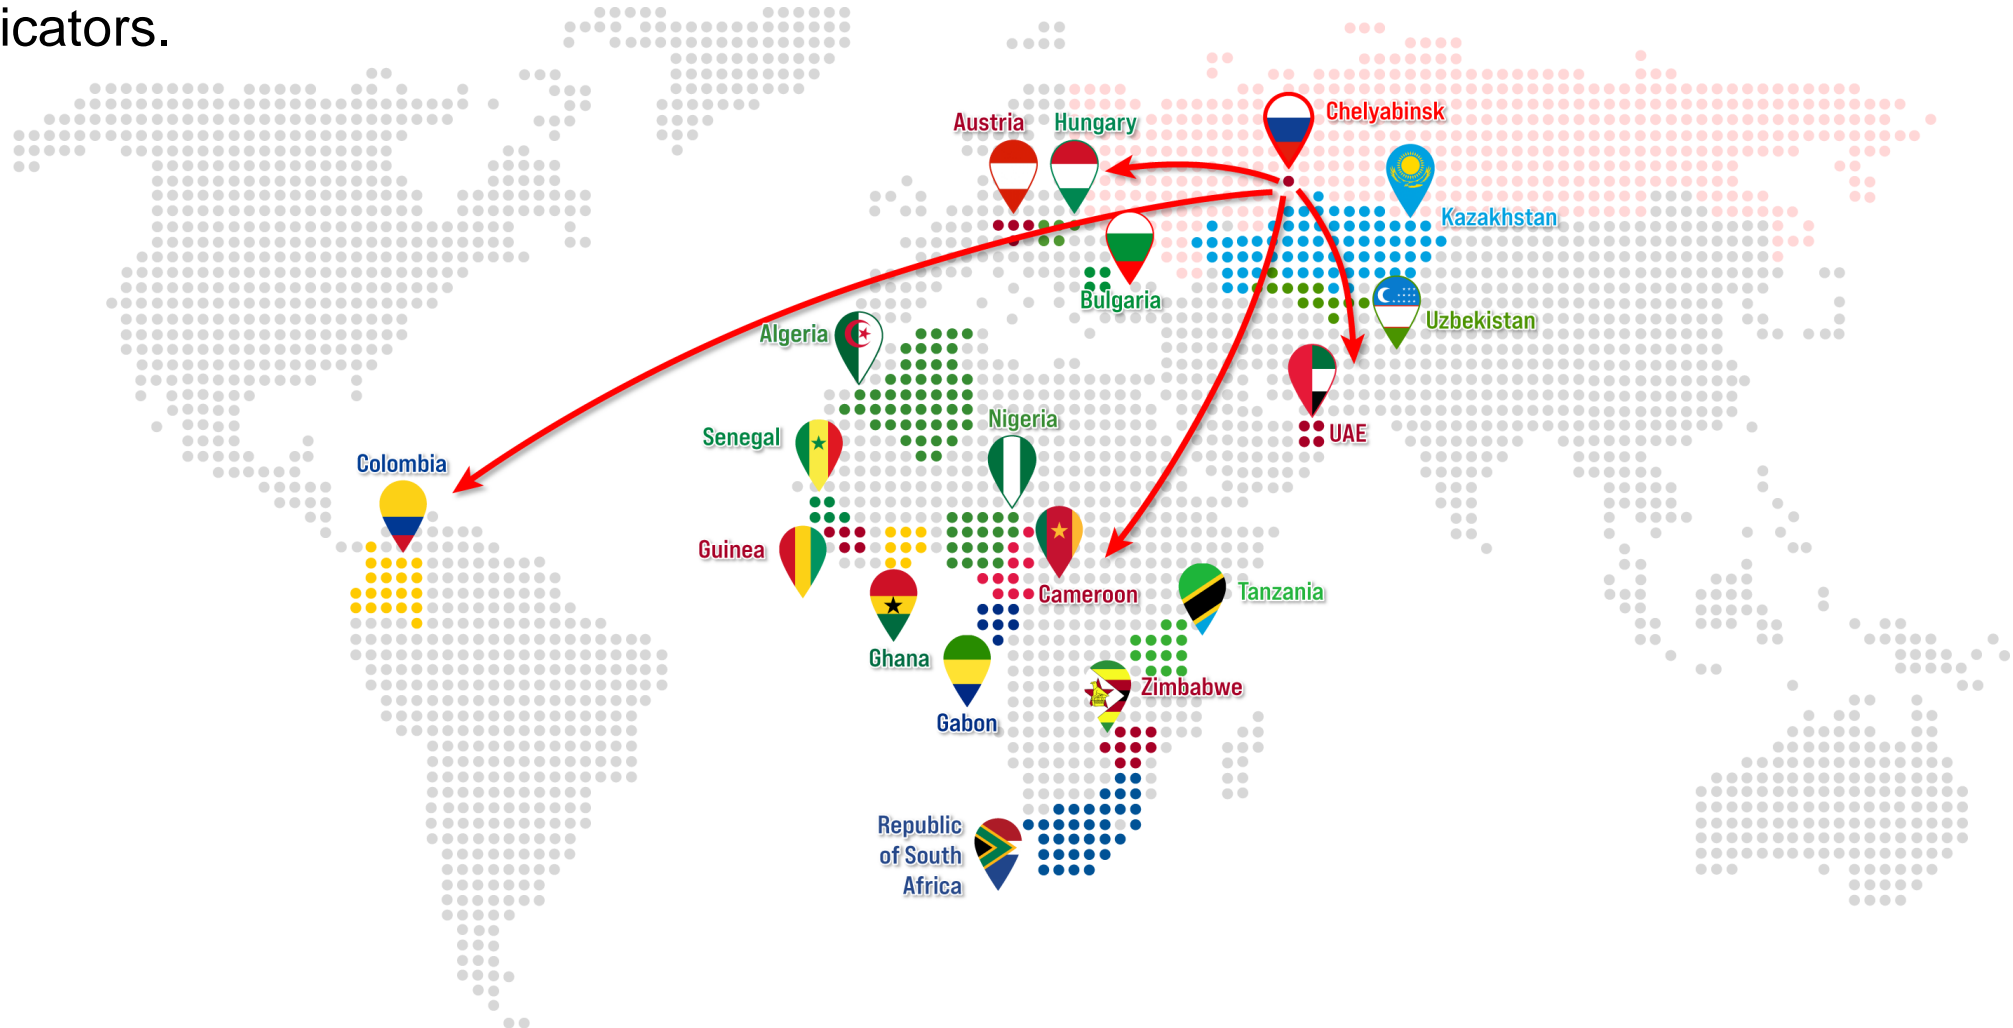 icators.
Chelyabinsk
Austria
Hungary
Kazakhstan
Bulgaria
Uzbekistan
Algeria
Nigeria
Senegal
UAE
Colombia
Guinea
Cameroon
Tanzania
Ghana
Zimbabwe
Gabon
Republic
of South
Africa